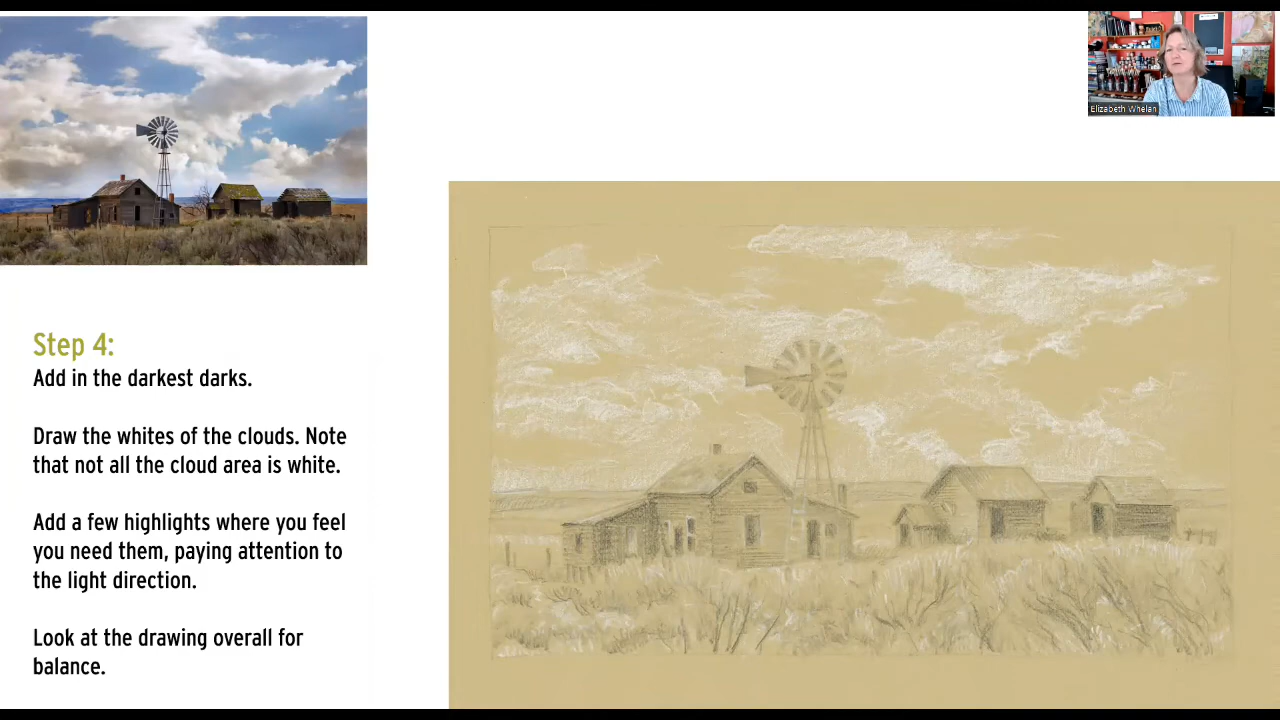 Elizabeth Whelan
Step 4:
Add in the darkest darks.
Draw the whites of the clouds. Note
that not all the cloud area is white.
Add a few highlights where you feel
you need them, paying attention to
the light direction.
Look at the drawing overall for
balance.